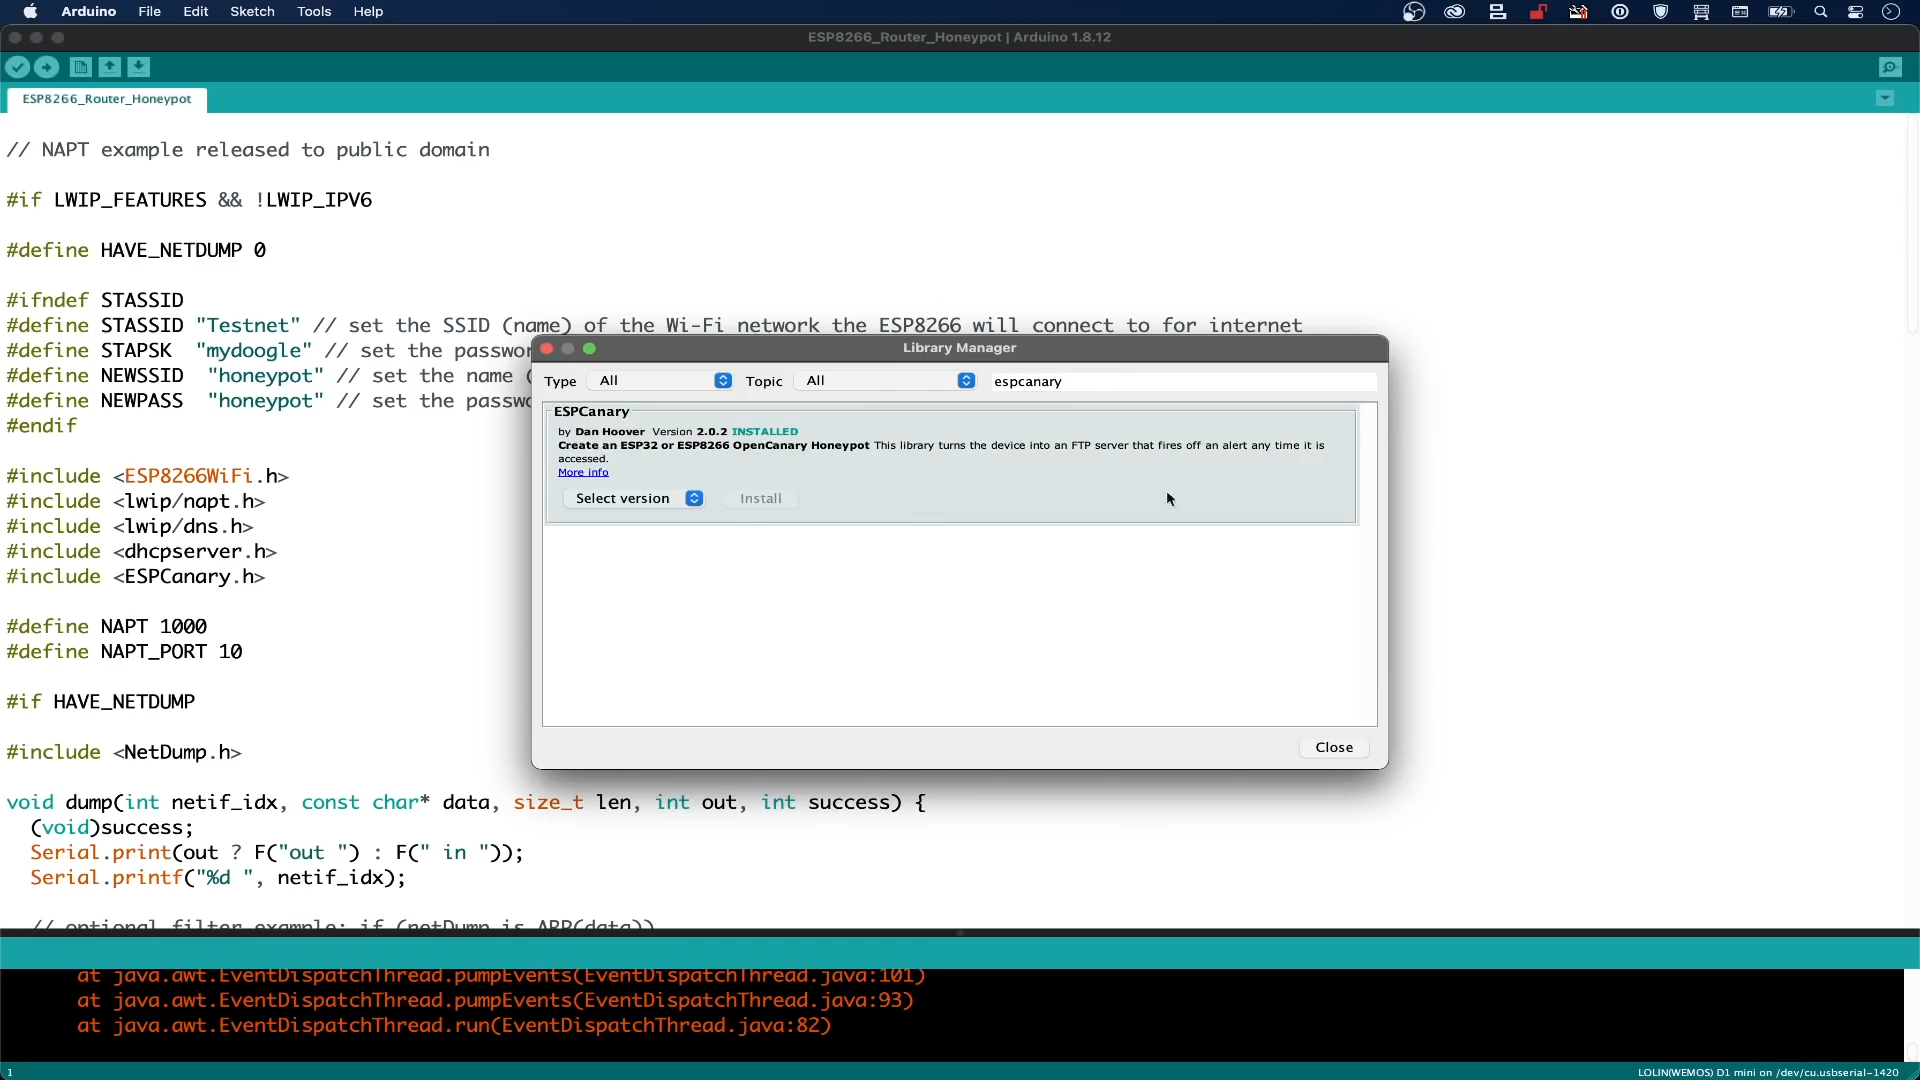 Arduino File Edit Sketch Tools Help
ESP8266_Router_Honeypot | Arduino 1.8.12
ESP8266_Router_Honeypot
// NAPT example released to public domain
#if LWIP_FEATURES && !LWIP_IPV6
#define HAVE_NETDUMP 0
#ifndef STASSID
#define STASSID "Testnet" // set the SSID (name) of the Wi-Fi network the ESP8266 will connect to for internet
#define STAPSK  "mydoogle" // set the passwor
#define NEWSSID  "honeypot" // set the name (
#define NEWPASS  "honeypot" // set the passwo
#endif
#include <ESP8266WiFi.h>
#include <lwip/napt.h>
#include <lwip/dns.h>
#include <dhcpserver.h>
#include <ESPCanary.h>
#define NAPT 1000
#define NAPT_PORT 10
#if HAVE_NETDUMP
#include <NetDump.h>
void dump(int netif_idx, const char* data, size_t len, int out, int success) {
(void)success;
Serial.print(out ? F("out ") : F(" in "));
Serial.printf("%d ", netif_idx);
// optional filter example: if (netDump_is_ARP(data))
Library Manager
Type All Topic All espcanary
ESPCanary
by Dan Hoover Version 2.0.2 INSTALLED
Create an ESP32 or ESP8266 OpenCanary Honeypot This library turns the device into an FTP server that fires off an alert any time it is
accessed.
More info
Select version Install
Close
at java.awt.EventDispatchThread.pumpEvents(EventDispatchThread.java:101)
at java.awt.EventDispatchThread.pumpEvents(EventDispatchThread.java:93)
at java.awt.EventDispatchThread.run(EventDispatchThread.java:82)
1 LOLIN(WEMOS) D1 mini on /dev/cu.usbserial-1420